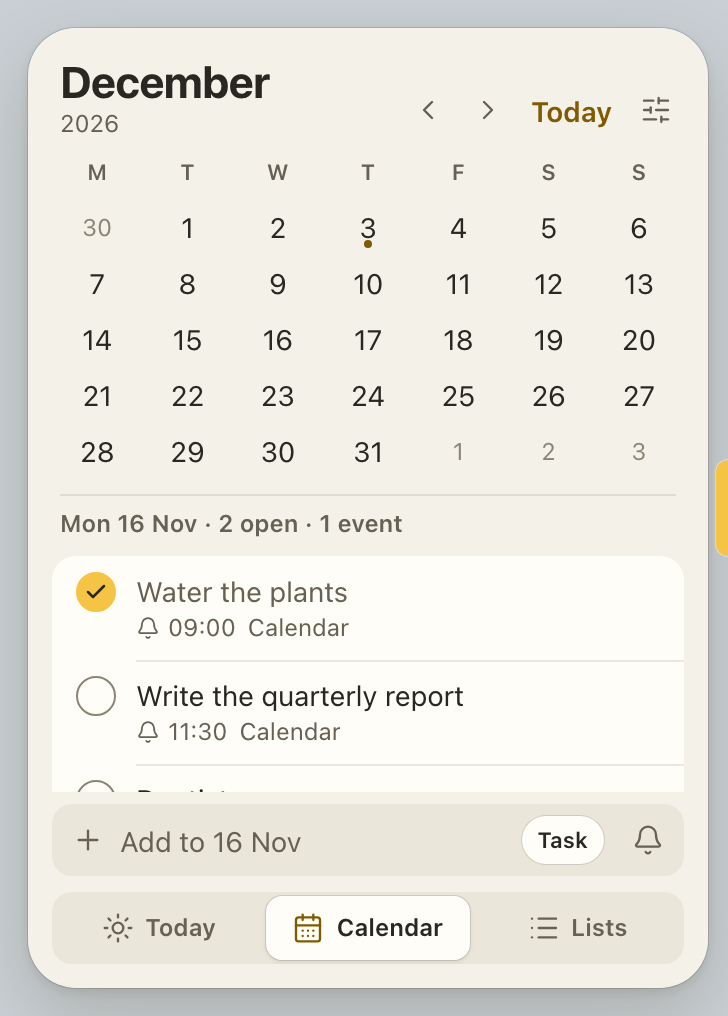 December
2026
Today
M T W T F S S
30 1 2 3 4 5 6
7 8 9 10 11 12 13
14 15 16 17 18 19 20
21 22 23 24 25 26 27
28 29 30 31 1 2 3
Mon 16 Nov · 2 open · 1 event
Water the plants
09:00 Calendar
Write the quarterly report
11:30 Calendar
Add to 16 Nov
Task
Today Calendar Lists